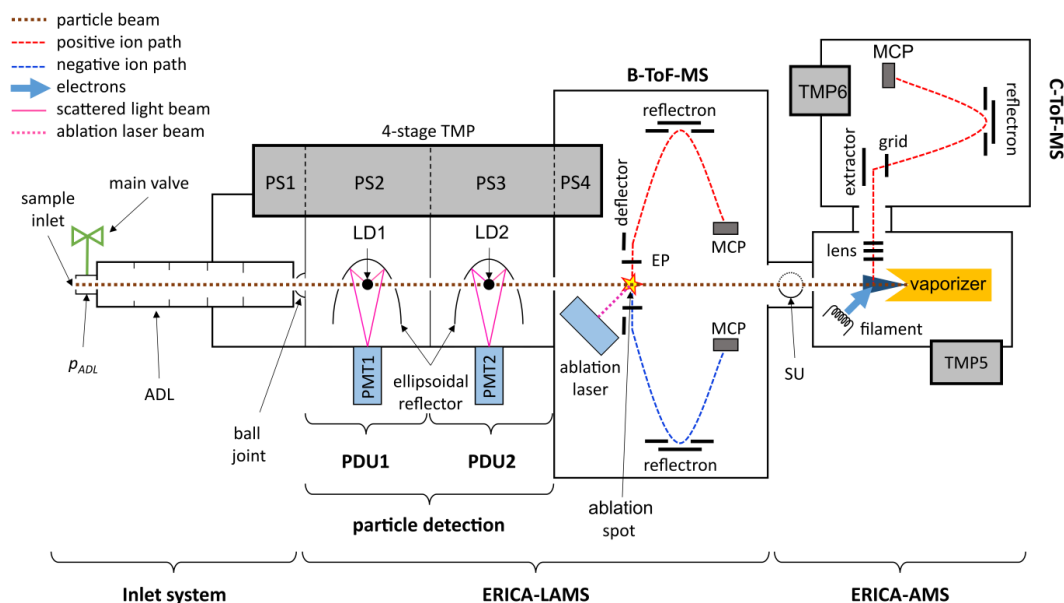 particle beam
positive ion path
negative ion path
electrons
scattered light beam
ablation laser beam
4-stage TMP
PS1
PS2
PS3
PS4
B-ToF-MS
C-ToF-MS
MCP
TMP6
reflectron
grid
extractor
reflectron
deflector
main valve
sample
inlet
LD1
LD2
EP
MCP
lens
vaporizer
filament
TMP5
SU
MCP
ablation
laser
PMT1
PMT2
ellipsoidal
reflector
pADL
ADL
ball
joint
reflectron
PDU1
PDU2
ablation
spot
particle detection
Inlet system
ERICA-LAMS
ERICA-AMS